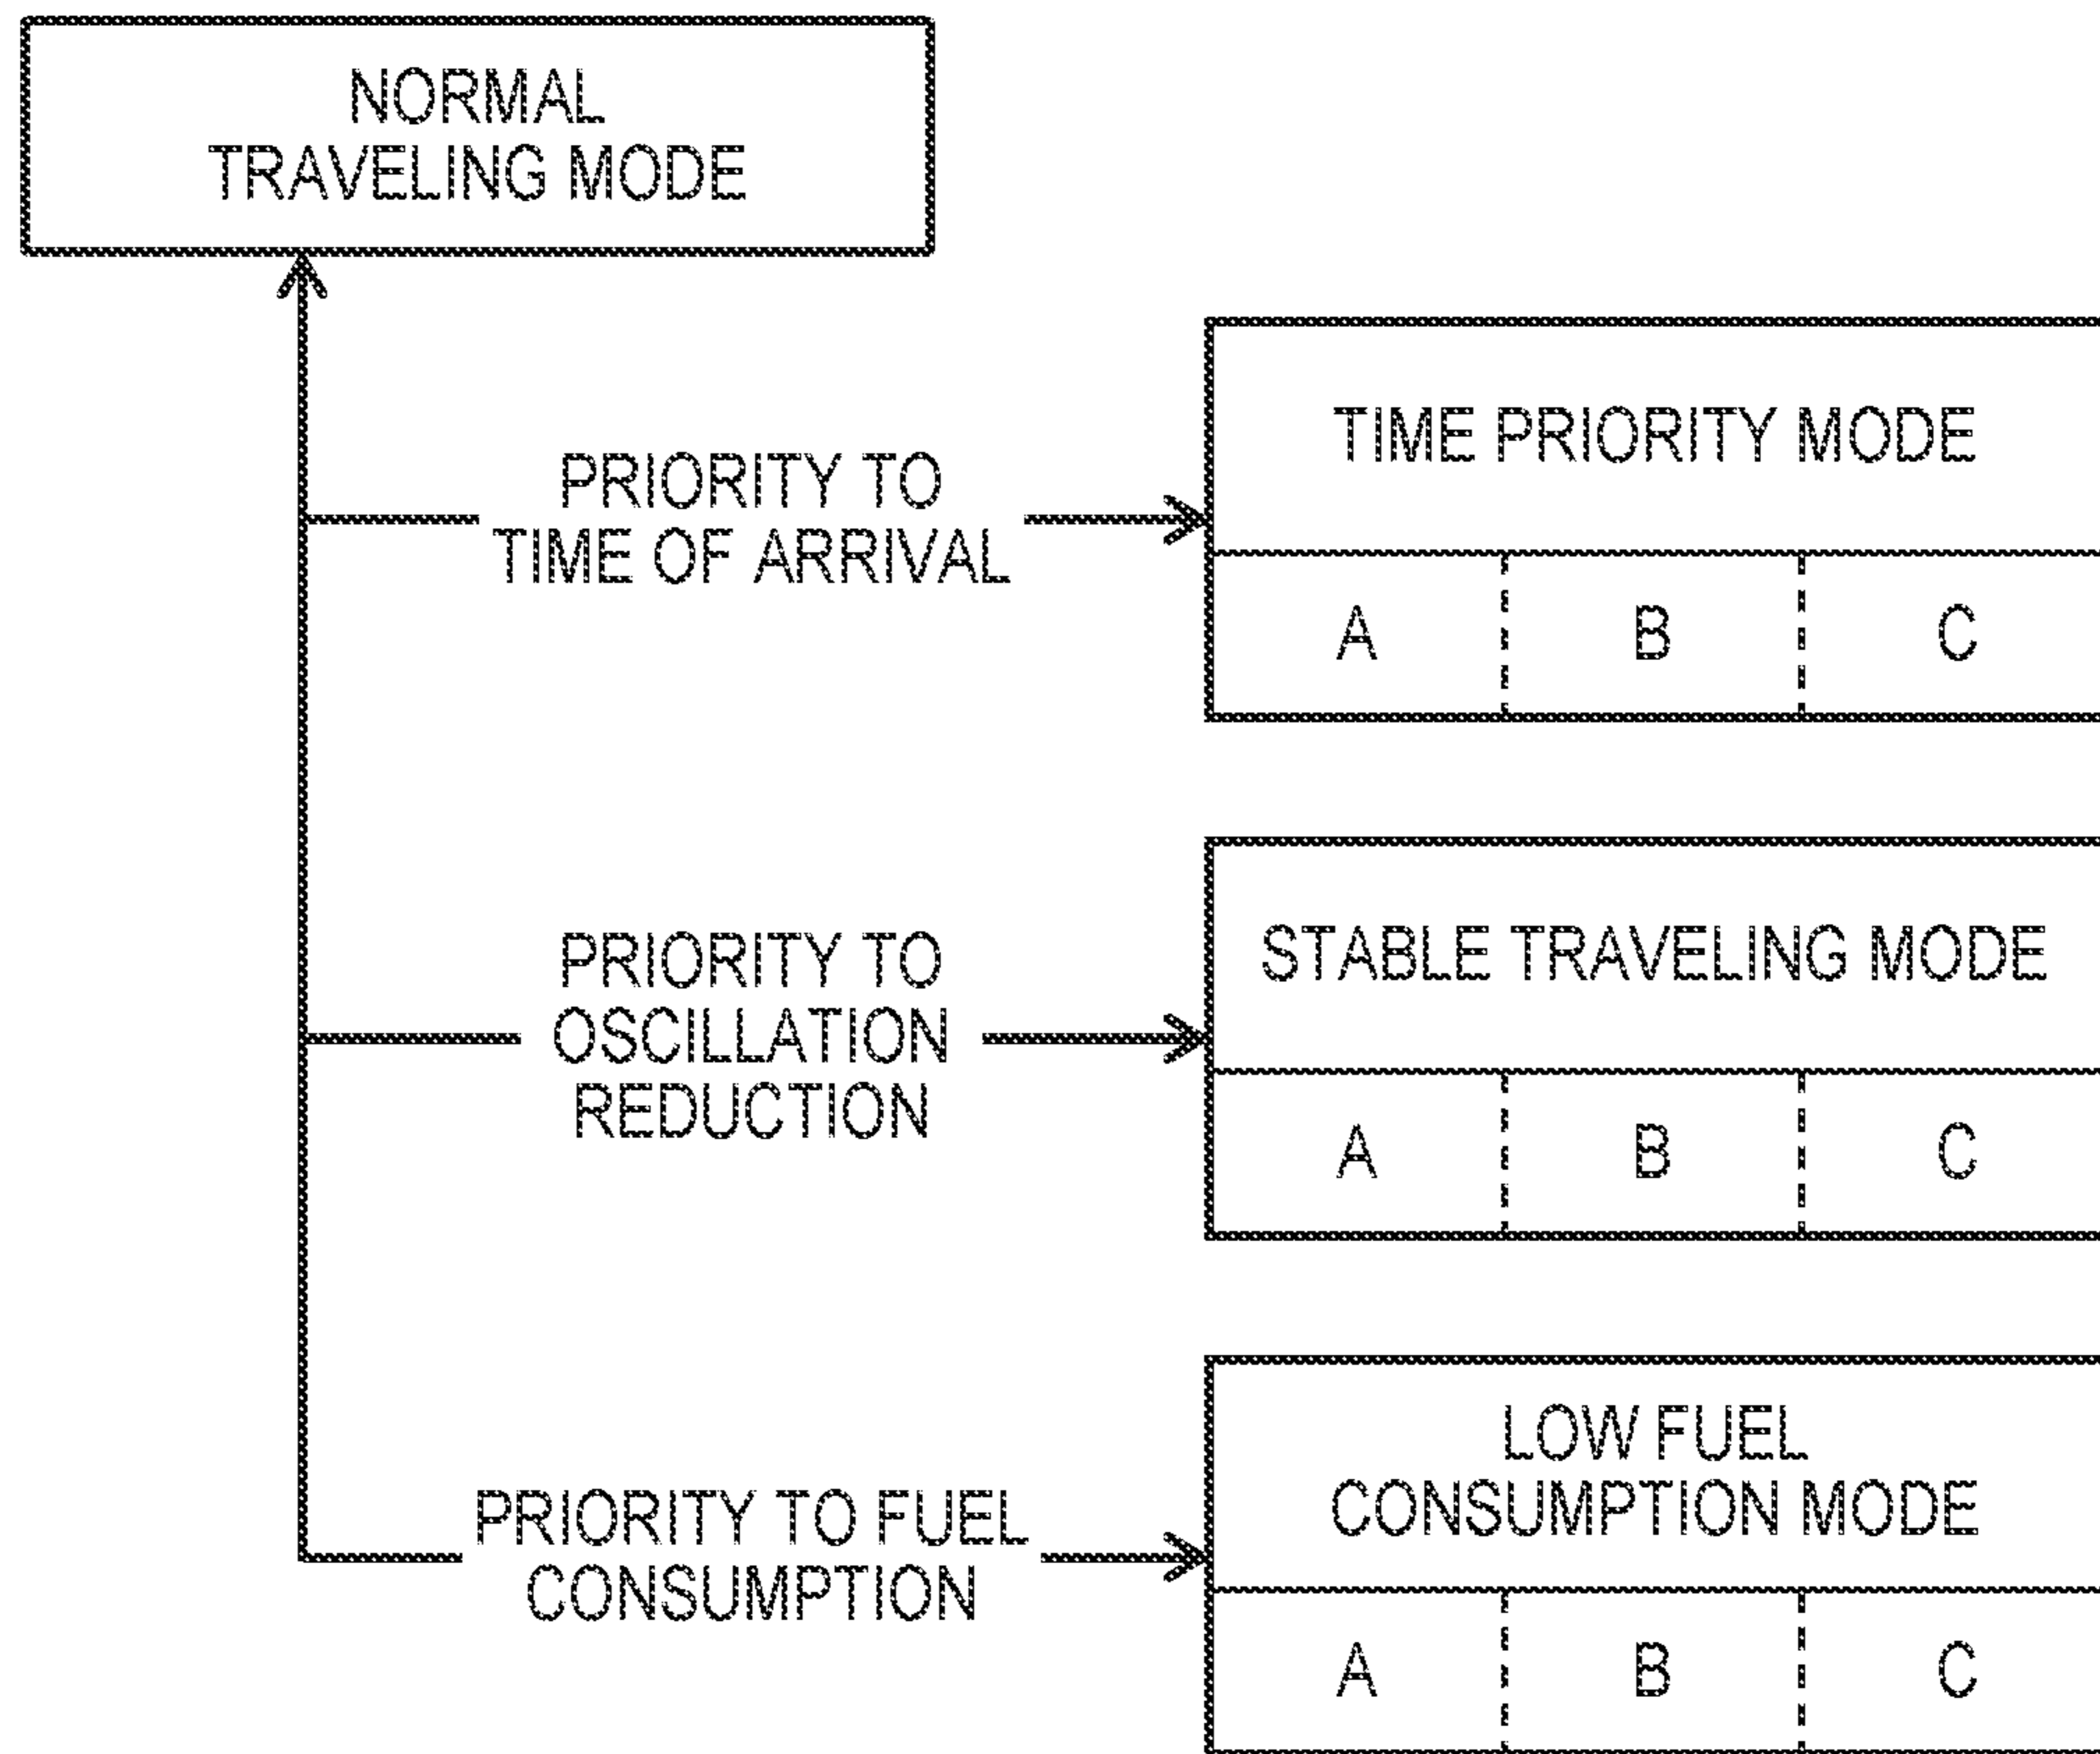 NORMAL
TRAVELING MODE
PRIORITY TO
TIME OF ARRIVAL
TIME PRIORITY MODE
A B C
PRIORITY TO
OSCILLATION
REDUCTION
STABLE TRAVELING MODE
A B C
PRIORITY TO FUEL
CONSUMPTION
LOW FUEL
CONSUMPTION MODE
A B C